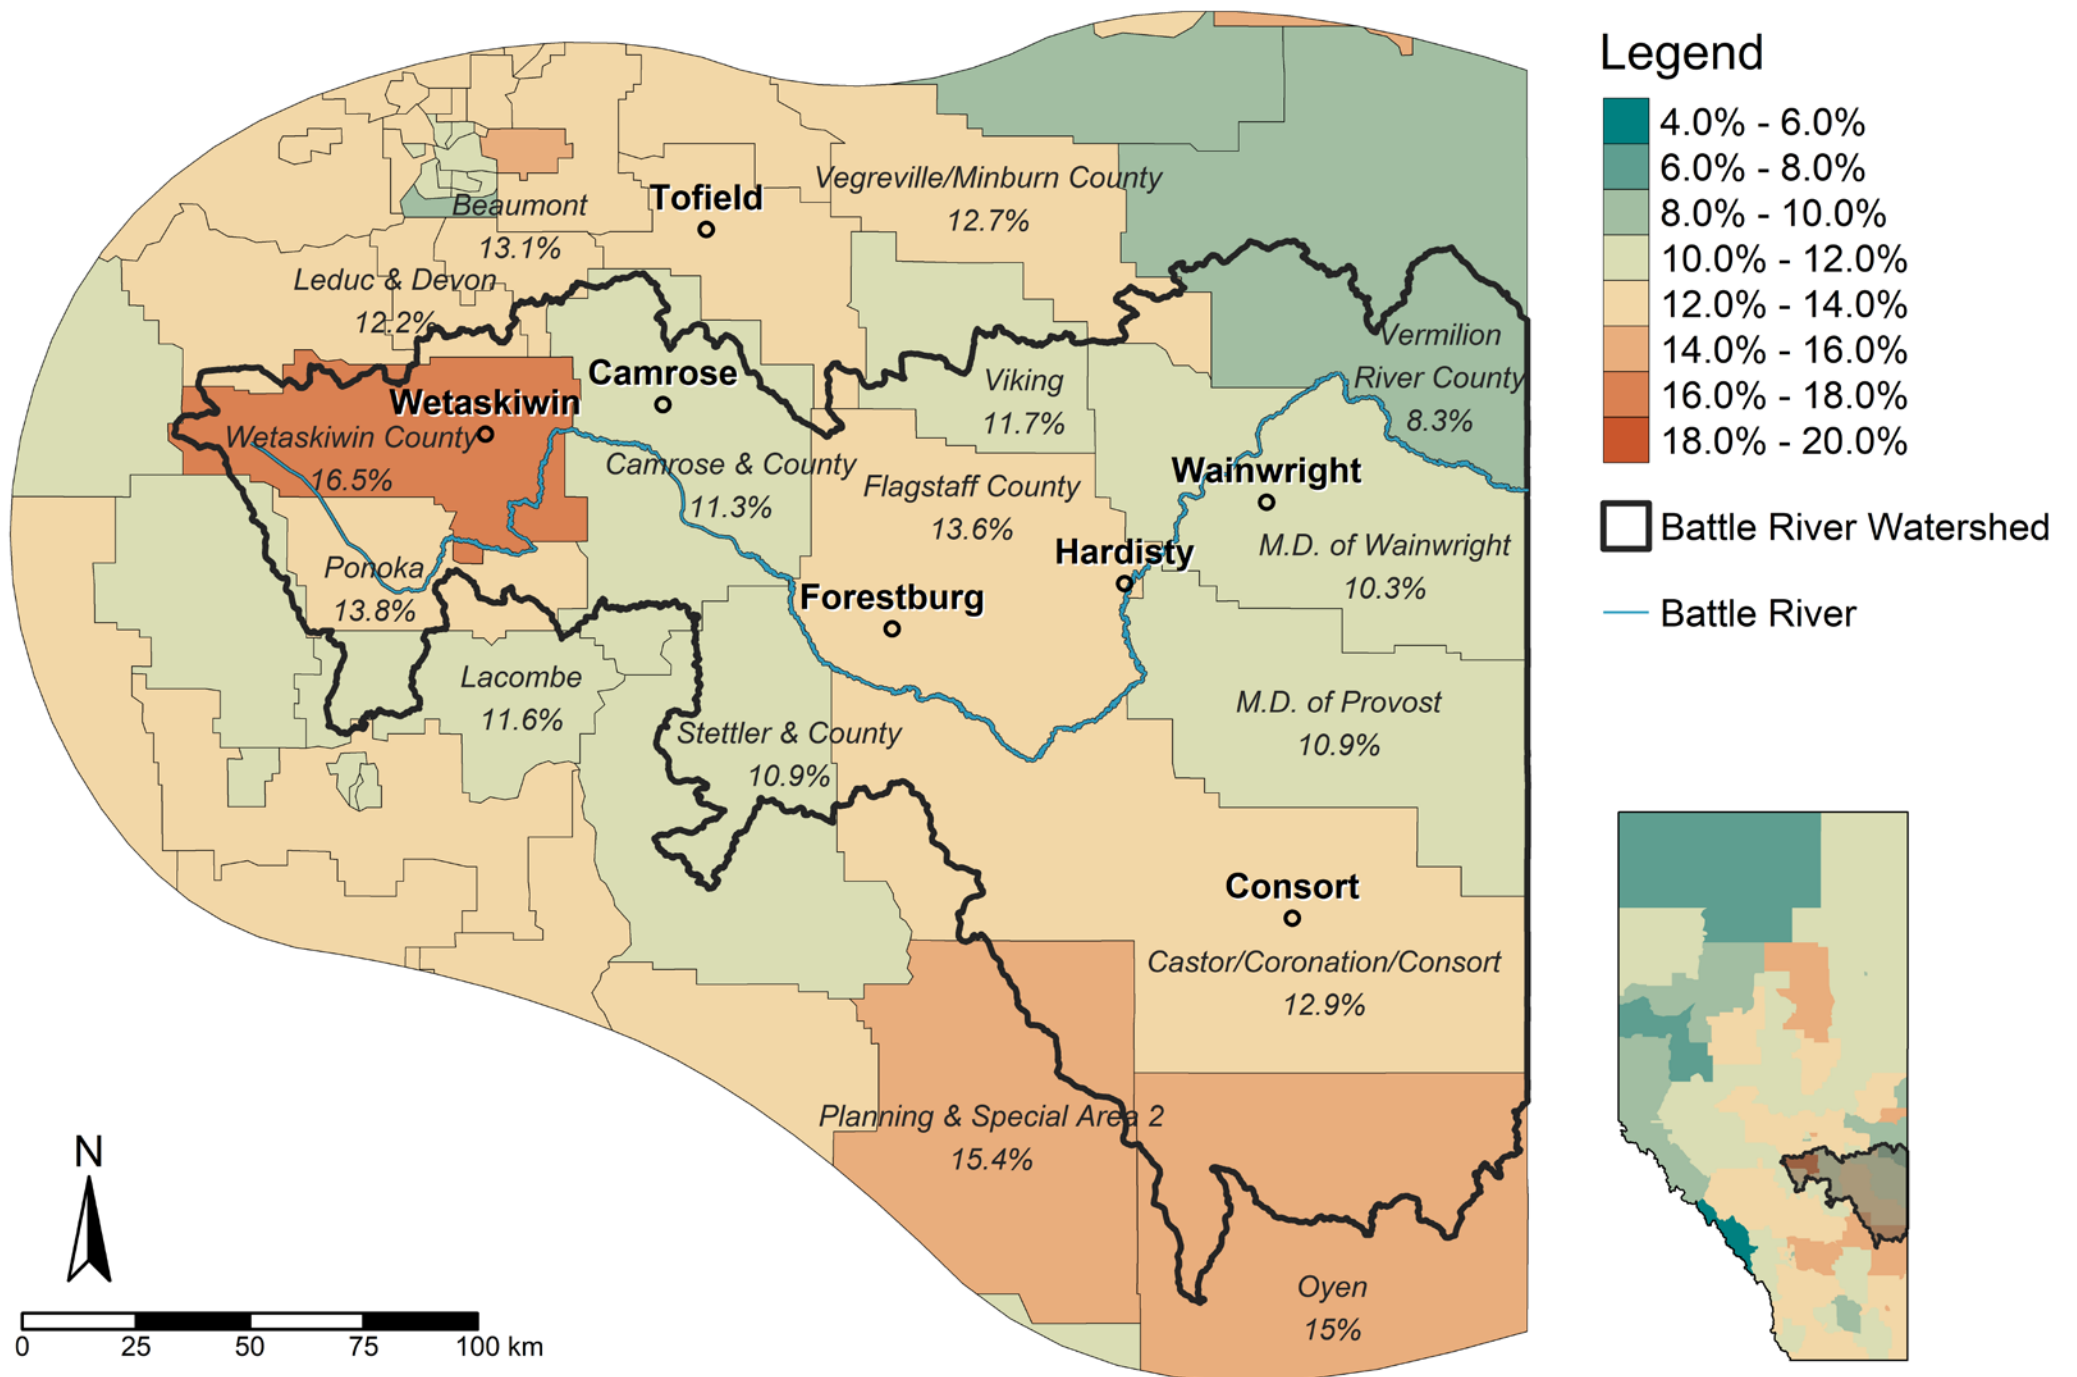 Legend
4.0% - 6.0%
6.0% - 8.0%
8.0% - 10.0%
10.0% - 12.0%
12.0% - 14.0%
14.0% - 16.0%
16.0% - 18.0%
18.0% - 20.0%
Battle River Watershed
Battle River
Vegreville/Minburn County
12.7%
Tofield
Beaumont
13.1%
Leduc & Devon
12.2%
Vermilion
River County
8.3%
Camrose
Viking
11.7%
Wetaskiwin
Wetaskiwin County
16.5%
Camrose & County
11.3%
Flagstaff County
13.6%
Wainwright
M.D. of Wainwright
10.3%
Hardisty
Ponoka
13.8%
Forestburg
Lacombe
11.6%
Stettler & County
10.9%
M.D. of Provost
10.9%
Consort
Castor/Coronation/Consort
12.9%
Planning & Special Area 2
15.4%
Oyen
15%
N
0 25 50 75 100 km